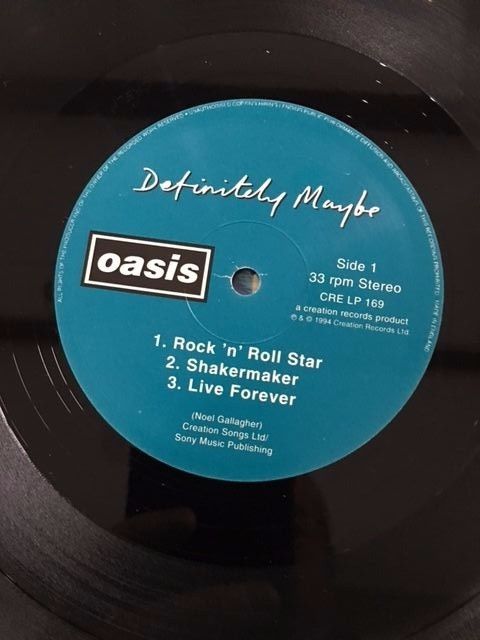 Definitely Maybe
oasis
Side 1
33 rpm Stereo
CRE LP 169
a creation records product
℗ & © 1994 Creation Records Ltd.
1. Rock 'n' Roll Star
2. Shakermaker
3. Live Forever
(Noel Gallagher)
Creation Songs Ltd/
Sony Music Publishing